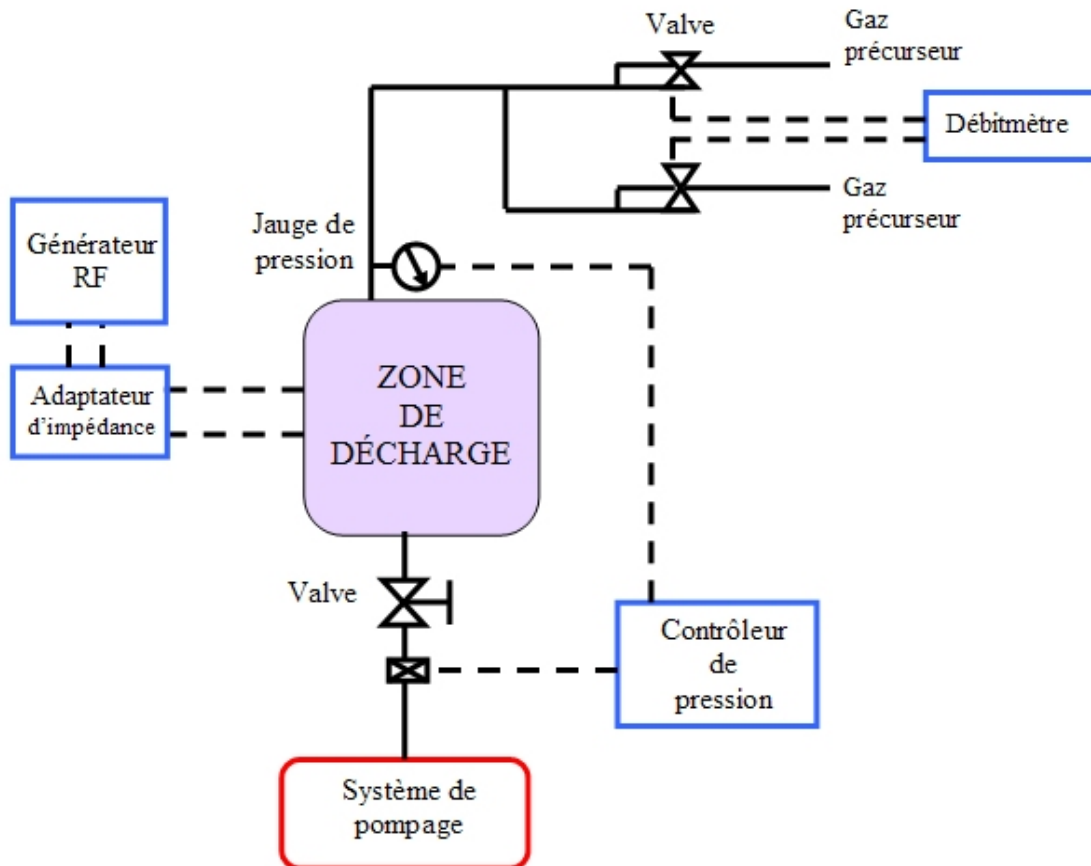 Valve
Gaz
précurseur
Débitmètre
Gaz
précurseur
Jauge de
pression
Générateur
RF
Adaptateur
d'impédance
ZONE
DE
DÉCHARGE
Valve
Contrôleur
de
pression
Système de
pompage